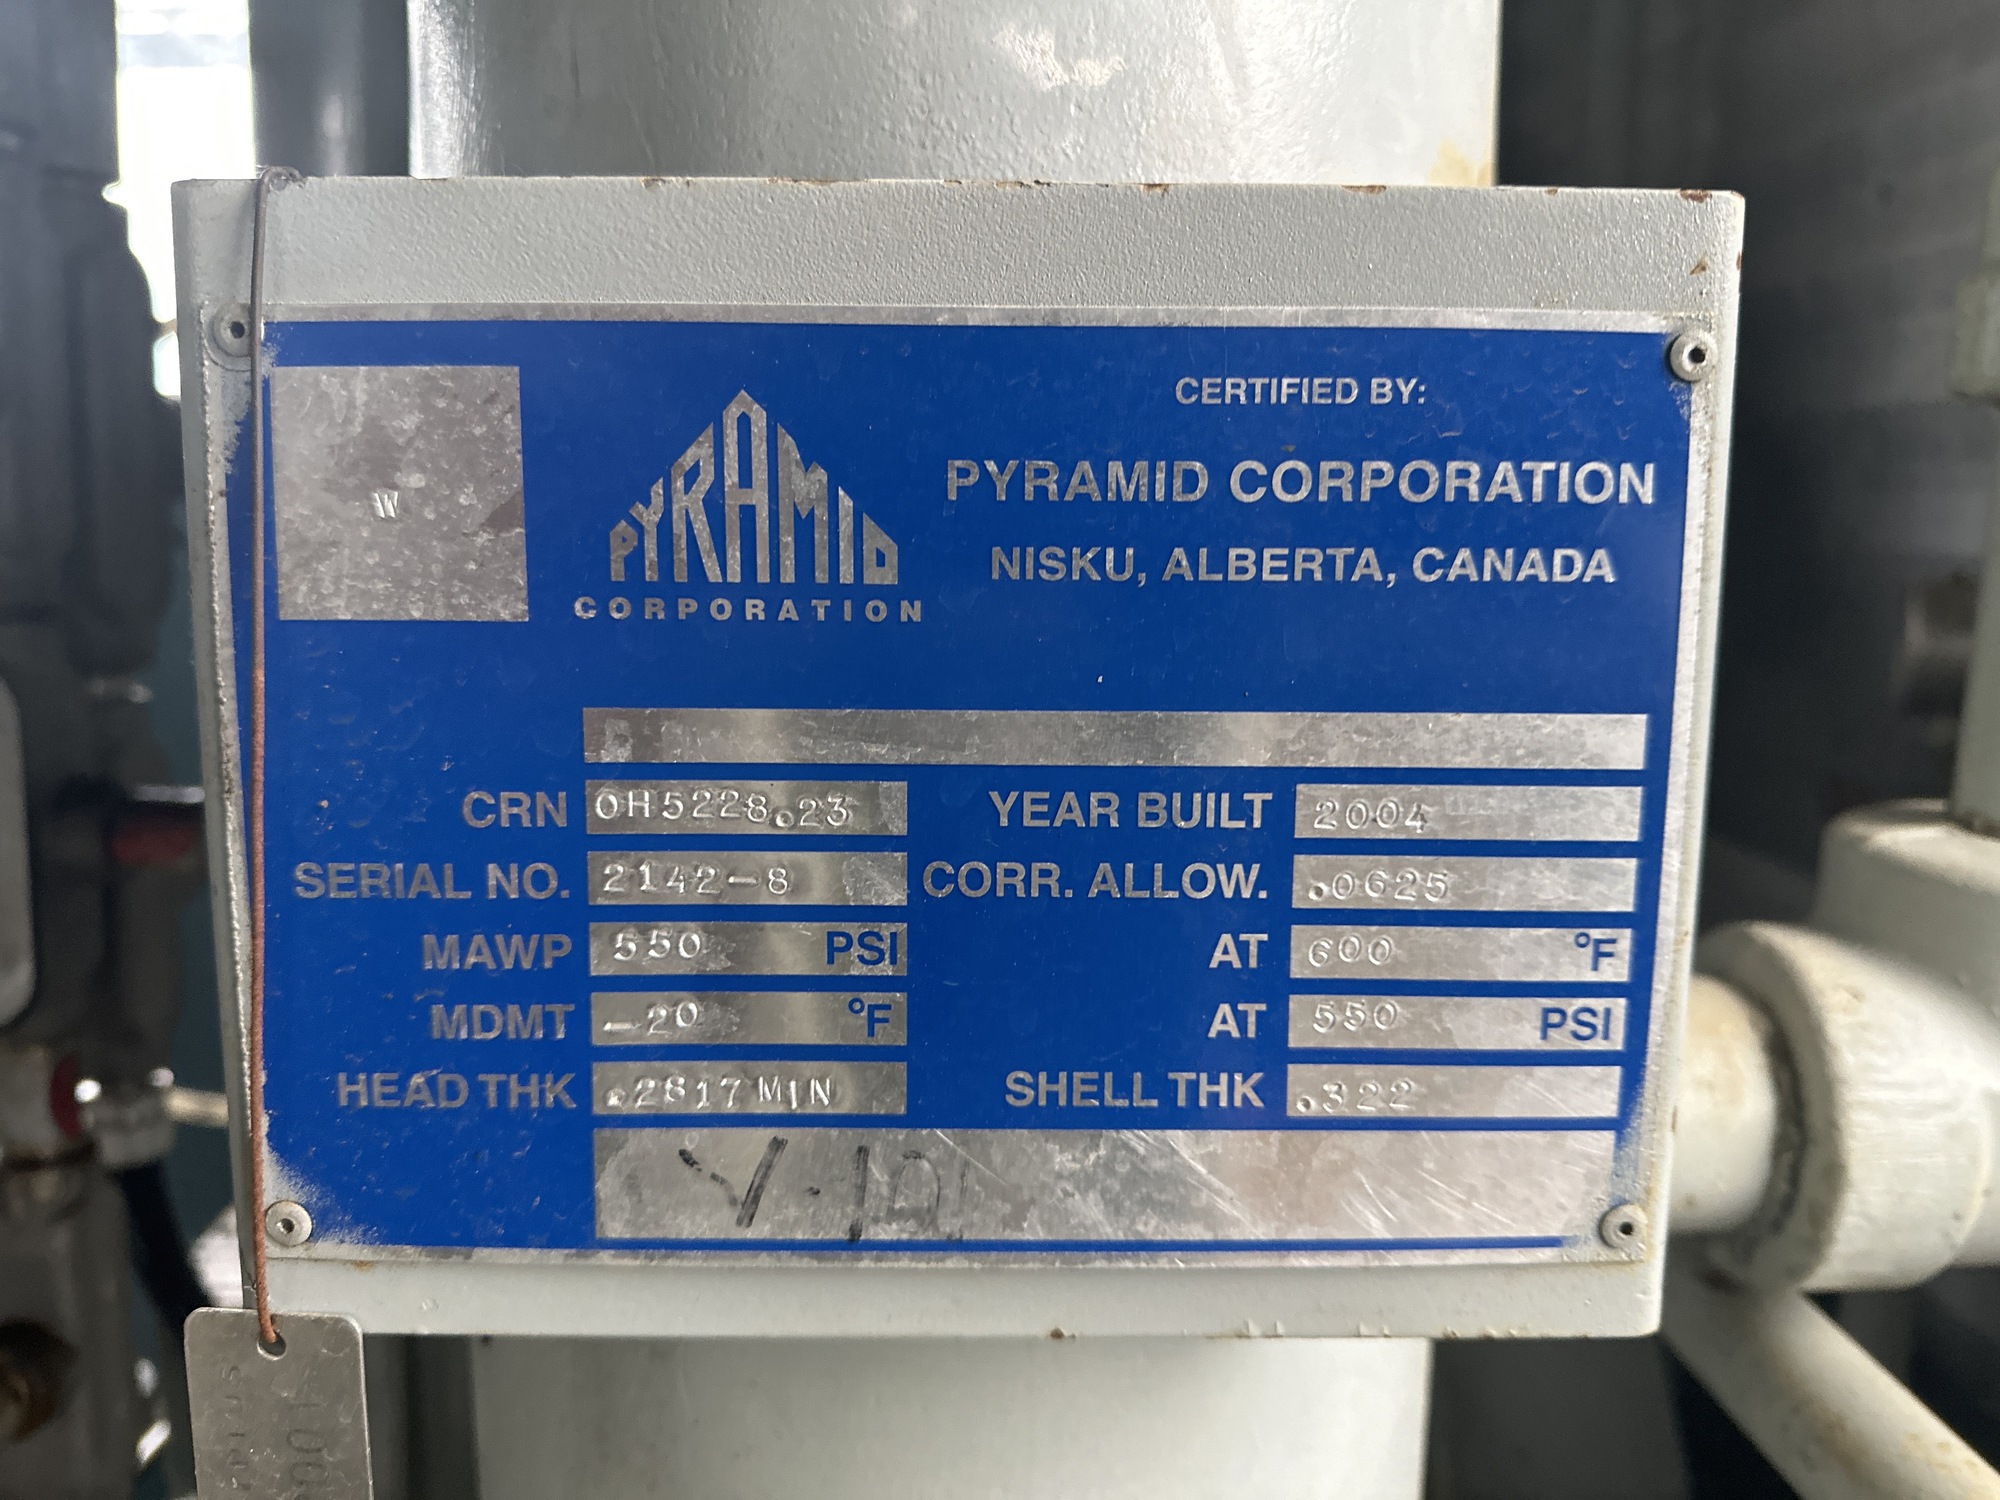 W
PYRAMID
CORPORATION
CERTIFIED BY:
PYRAMID CORPORATION
NISKU, ALBERTA, CANADA
CRN 0H5228.23 YEAR BUILT 2004
SERIAL NO. 2142-8 CORR. ALLOW. .0625
MAWP 550 PSI AT 600 °F
MDMT -20 °F AT 550 PSI
HEAD THK .2817 MIN SHELL THK .322
V-101